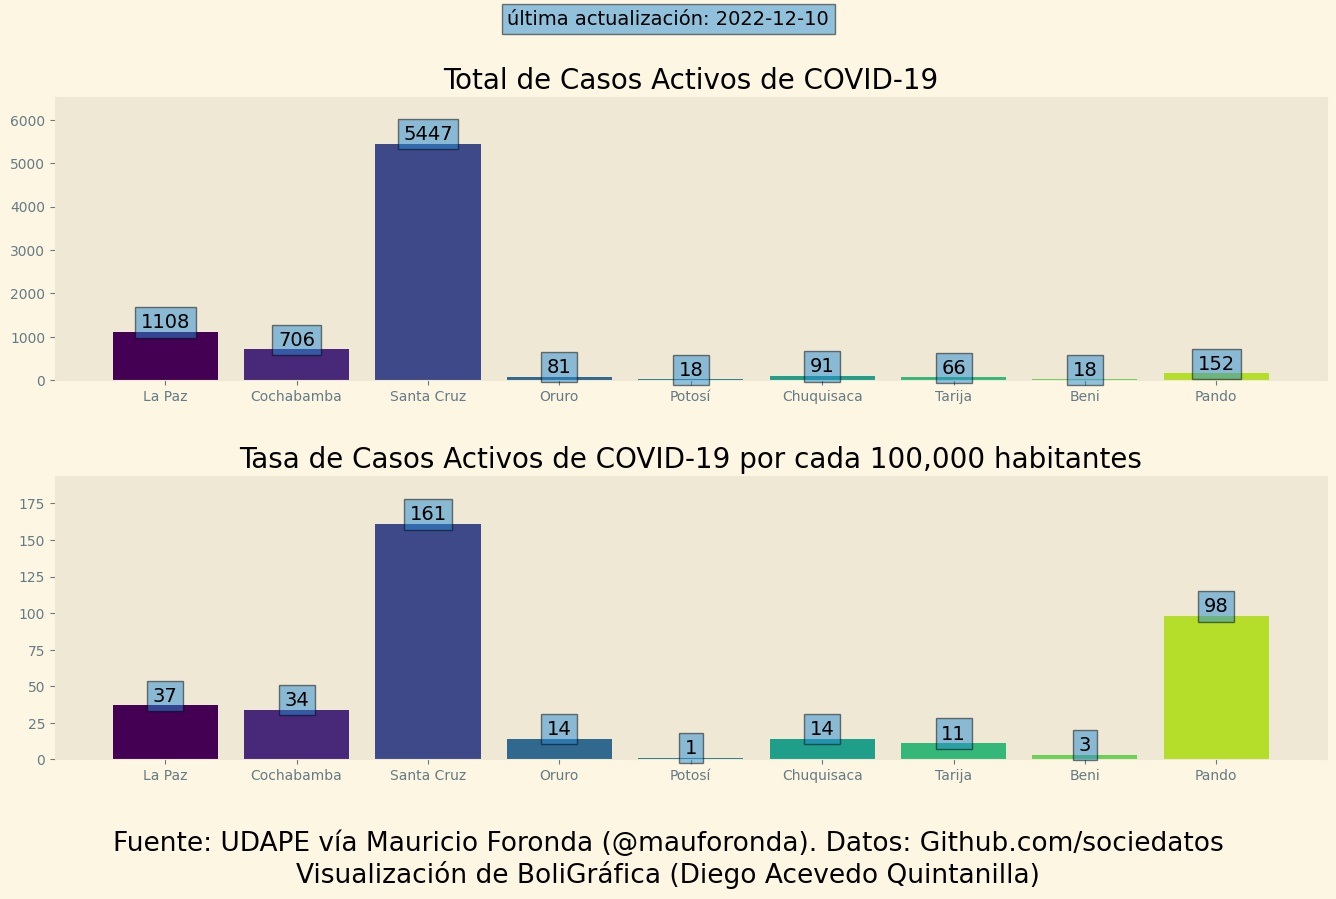 última actualización: 2022-12-10
Total de Casos Activos de COVID-19
6000
5000
4000
3000
2000
1000
0
1108
706
5447
81
18
91
66
18
152
La Paz
Cochabamba
Santa Cruz
Oruro
Potosí
Chuquisaca
Tarija
Beni
Pando
Tasa de Casos Activos de COVID-19 por cada 100,000 habitantes
175
150
125
100
75
50
25
0
37
34
161
14
1
14
11
3
98
La Paz
Cochabamba
Santa Cruz
Oruro
Potosí
Chuquisaca
Tarija
Beni
Pando
Fuente: UDAPE vía Mauricio Foronda (@mauforonda). Datos: Github.com/sociedatos
Visualización de BoliGráfica (Diego Acevedo Quintanilla)